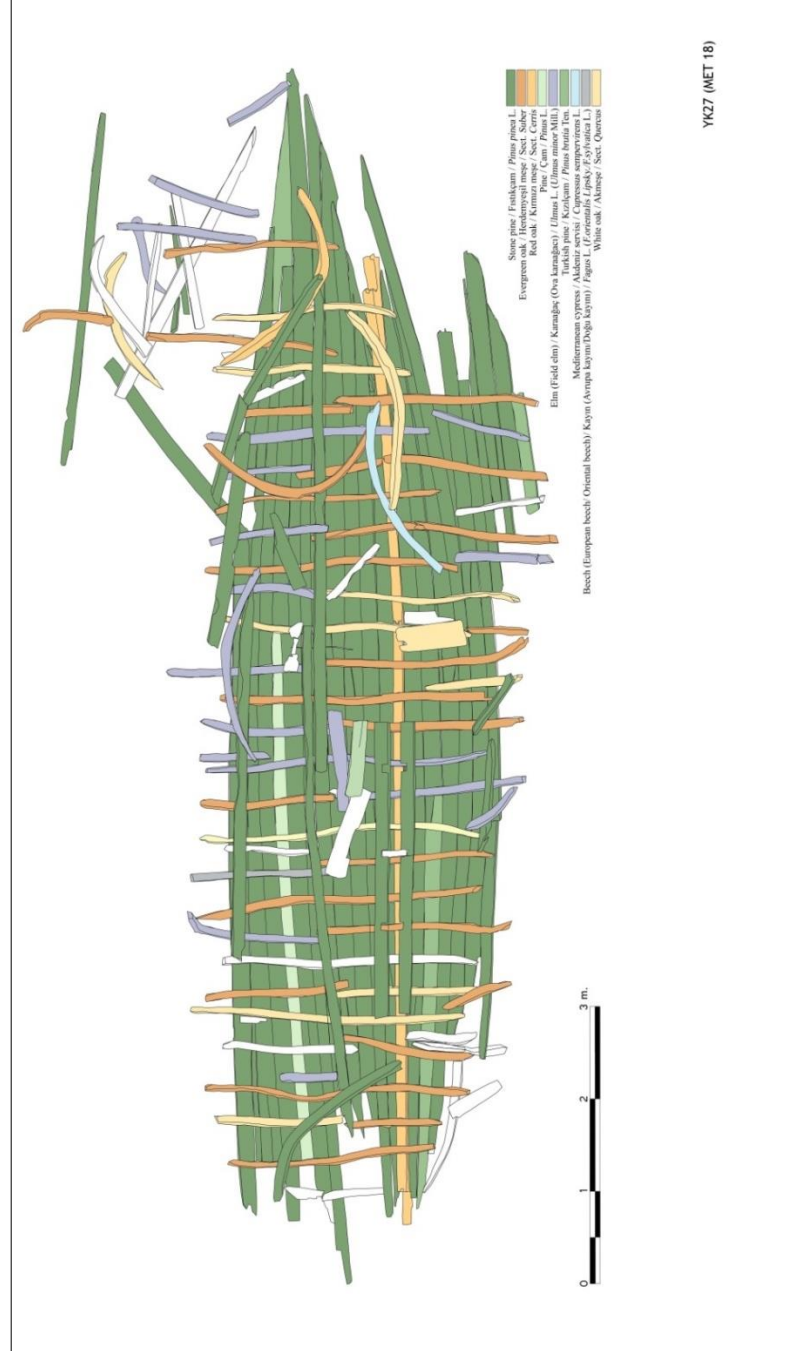 YK27 (MET 18)
Stone pine / Fıstıkçam / Pinus pinea L.
Evergreen oak / Herdemyeşil meşe / Sect. Suber
Red oak / Kırmızı meşe / Sect. Cerris
Pine / Çam / Pinus L.
Elm (Field elm) / Karaağaç (Ova karaağacı) / Ulmus L. (Ulmus minor Mill.)
Turkish pine / Kızılçam / Pinus brutia Ten.
Mediterranean cypress / Akdeniz servisi / Cupressus sempervirens L.
Beech (European beech/ Oriental beech)/ Kayın (Avrupa kayını/Doğu kayını) / Fagus L. (F.orientalis Lipsky./F.sylvatica L.)
White oak / Akmeşe / Sect. Quercus
0 1 2 3 m.